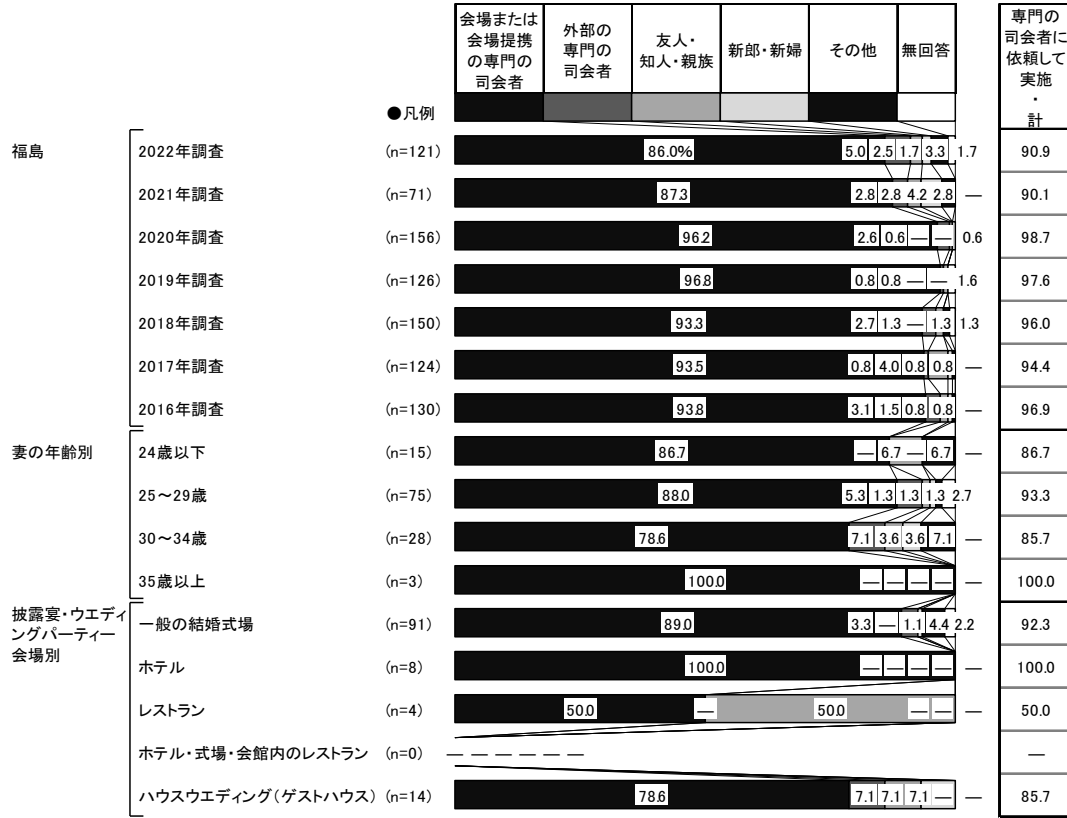 会場または
会場提携
の専門の
司会者
外部の
専門の
司会者
友人・
知人・親族
新郎・新婦
その他
無回答
専門の
司会者に
依頼して
実施
・
計
●凡例
福島
2022年調査 (n=121) 86.0% 5.0 2.5 1.7 3.3 1.7 90.9
2021年調査 (n=71) 87.3 2.8 2.8 4.2 2.8 — 90.1
2020年調査 (n=156) 96.2 2.6 0.6 — — 0.6 98.7
2019年調査 (n=126) 96.8 0.8 0.8 — — 1.6 97.6
2018年調査 (n=150) 93.3 2.7 1.3 — 1.3 1.3 96.0
2017年調査 (n=124) 93.5 0.8 4.0 0.8 0.8 — 94.4
2016年調査 (n=130) 93.8 3.1 1.5 0.8 0.8 — 96.9
妻の年齢別
24歳以下 (n=15) 86.7 — 6.7 — 6.7 — 86.7
25～29歳 (n=75) 88.0 5.3 1.3 1.3 1.3 2.7 93.3
30～34歳 (n=28) 78.6 7.1 3.6 3.6 7.1 — 85.7
35歳以上 (n=3) 100.0 — — — — — 100.0
披露宴・ウエディ
ングパーティー
会場別
一般の結婚式場 (n=91) 89.0 3.3 — 1.1 4.4 2.2 92.3
ホテル (n=8) 100.0 — — — — — 100.0
レストラン (n=4) 50.0 — 50.0 — — — 50.0
ホテル・式場・会館内のレストラン (n=0) — — — — — — —
ハウスウエディング(ゲストハウス) (n=14) 78.6 7.1 7.1 7.1 — — 85.7